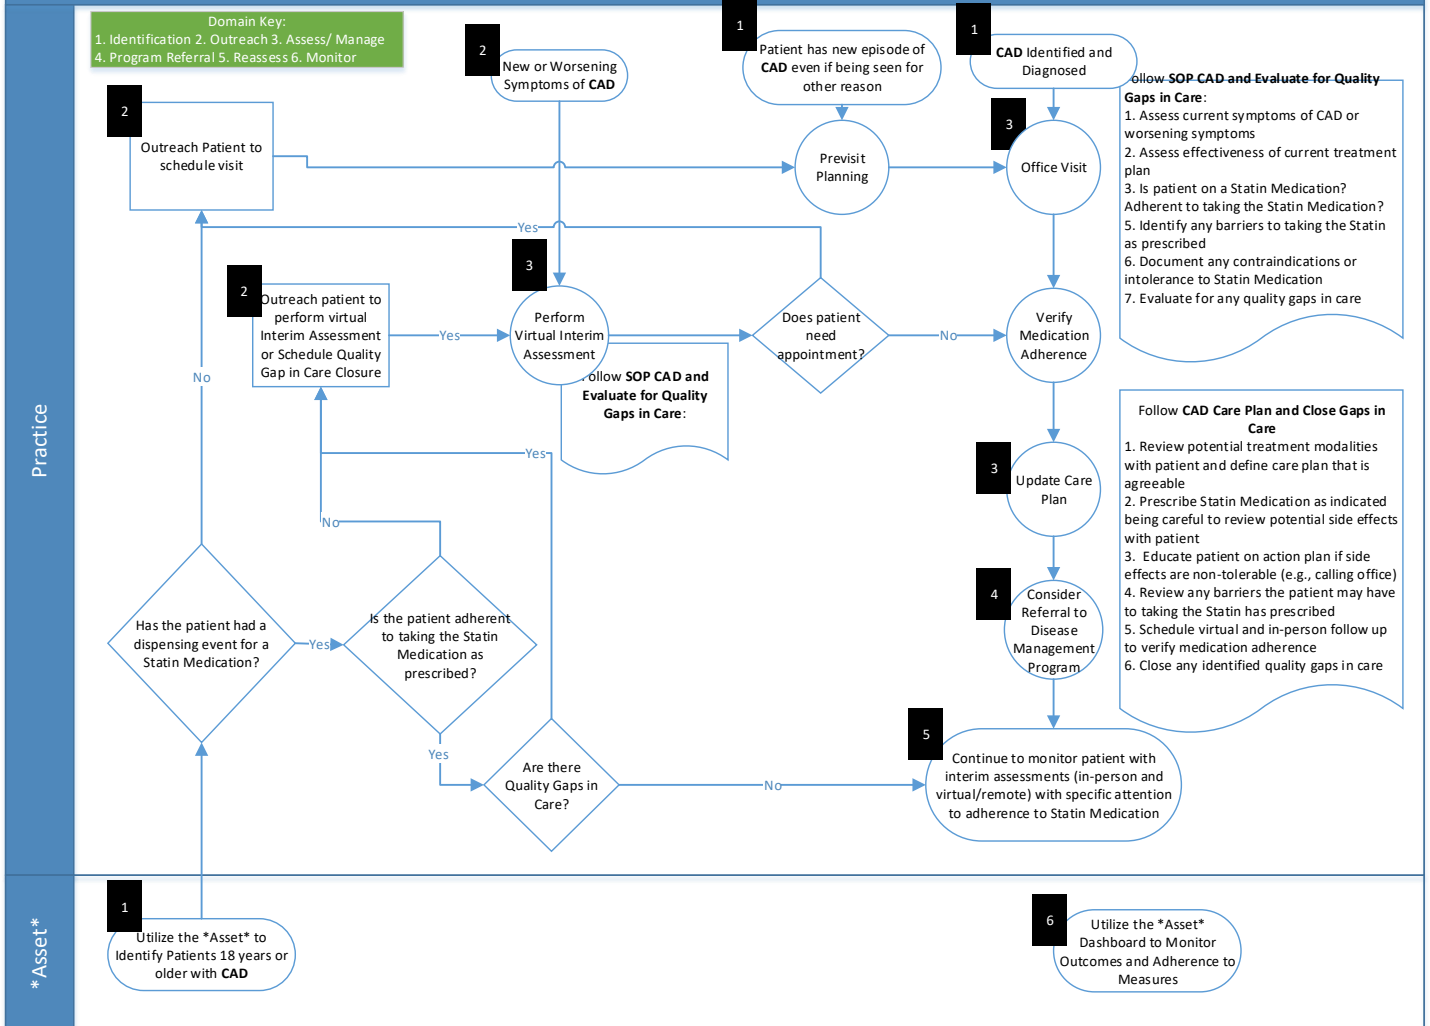 Domain Key:
1. Identification 2. Outreach 3. Assess/ Manage
4. Program Referral 5. Reassess 6. Monitor
2
New or Worsening
Symptoms of CAD
1
Patient has new episode of
CAD even if being seen for
other reason
1
CAD Identified and
Diagnosed
ollow SOP CAD and Evaluate for Quality
Gaps in Care:
1. Assess current symptoms of CAD or
worsening symptoms
2. Assess effectiveness of current treatment
plan
3. Is patient on a Statin Medication?
Adherent to taking the Statin Medication?
5. Identify any barriers to taking the Statin
as prescribed
6. Document any contraindications or
intolerance to Statin Medication
7. Evaluate for any quality gaps in care
2
Outreach Patient to
schedule visit
Previsit
Planning
3
Office Visit
Yes
2
Outreach patient to
perform virtual
Interim Assessment
or Schedule Quality
Gap in Care Closure
Yes
3
Perform
Virtual Interim
Assessment
ollow SOP CAD and
Evaluate for Quality
Gaps in Care:
Does patient
need
appointment?
No
Verify
Medication
Adherence
No
Yes
No
3
Update Care
Plan
Follow CAD Care Plan and Close Gaps in
Care
1. Review potential treatment modalities
with patient and define care plan that is
agreeable
2. Prescribe Statin Medication as indicated
being careful to review potential side effects
with patient
3. Educate patient on action plan if side
effects are non-tolerable (e.g., calling office)
4. Review any barriers the patient may have
to taking the Statin has prescribed
5. Schedule virtual and in-person follow up
to verify medication adherence
6. Close any identified quality gaps in care
Practice
Has the patient had a
dispensing event for a
Statin Medication?
Yes
Is the patient adherent
to taking the Statin
Medication as
prescribed?
Yes
4
Consider
Referral to
Disease
Management
Program
Are there
Quality Gaps in
Care?
No
5
Continue to monitor patient with
interim assessments (in-person and
virtual/remote) with specific attention
to adherence to Statin Medication
*Asset*
1
Utilize the *Asset* to
Identify Patients 18 years or
older with CAD
6
Utilize the *Asset*
Dashboard to Monitor
Outcomes and Adherence to
Measures